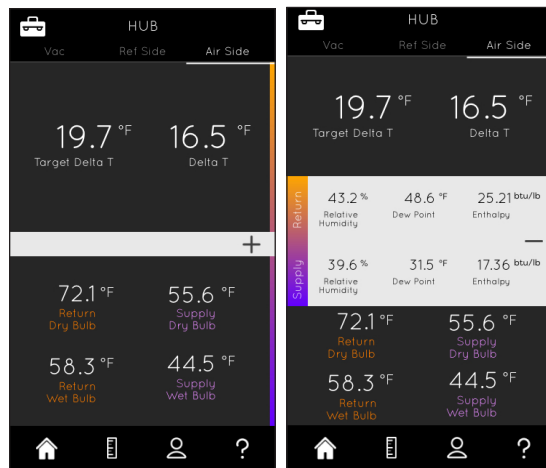 HUB
Vac Ref Side Air Side
19.7 °F 16.5 °F
Target Delta T Delta T
+
72.1 °F 55.6 °F
Return Supply
Dry Bulb Dry Bulb
58.3 °F 44.5 °F
Return Supply
Wet Bulb Wet Bulb
?
HUB
Vac Ref Side Air Side
19.7 °F 16.5 °F
Target Delta T Delta T
Return
43.2 % 48.6 °F 25.21 btu/lb
Relative Dew Point Enthalpy
Humidity
−
Supply
39.6 % 31.5 °F 17.36 btu/lb
Relative Dew Point Enthalpy
Humidity
72.1 °F 55.6 °F
Return Supply
Dry Bulb Dry Bulb
58.3 °F 44.5 °F
Return Supply
Wet Bulb Wet Bulb
?